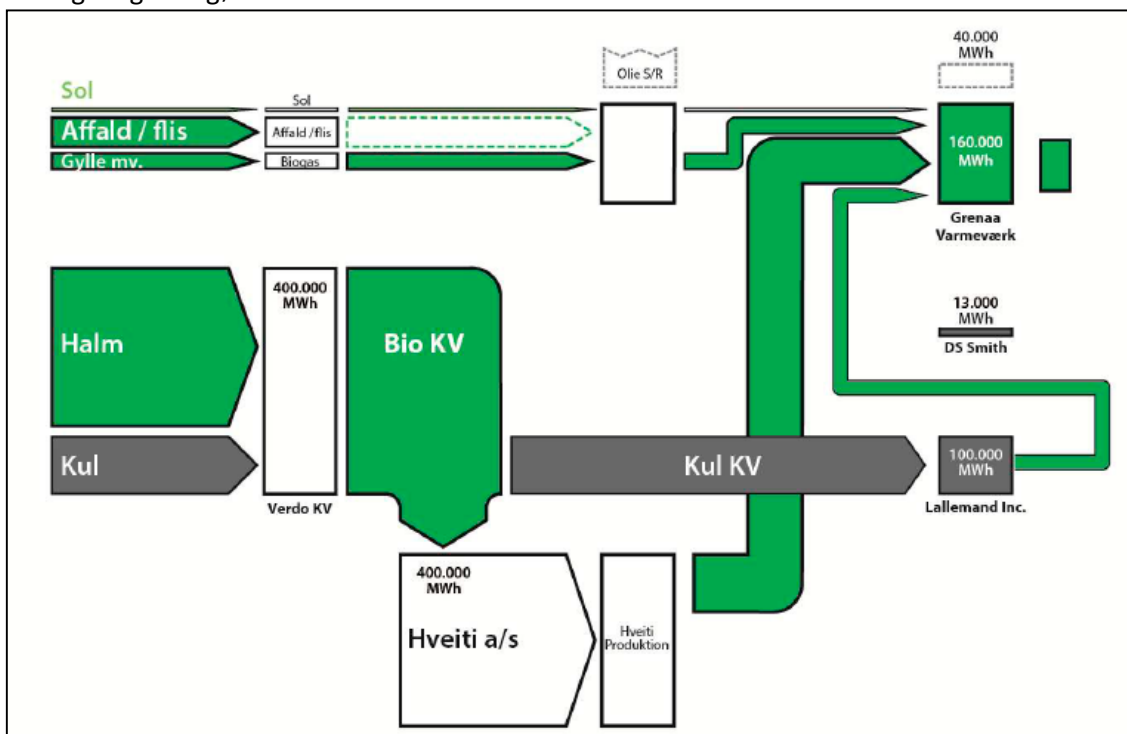 40.000
MWh
Olie S/R
Sol
Sol
Affald / flis
Affald /flis
Gylle mv.
Biogas
160.000
MWh
Grenaa
Varmeværk
400.000
MWh
13.000
MWh
DS Smith
Halm
Bio KV
Kul
Kul KV
100.000
MWh
Verdo KV
Lallemand Inc.
400.000
MWh
Hveiti a/s
Hveiti
Produktion